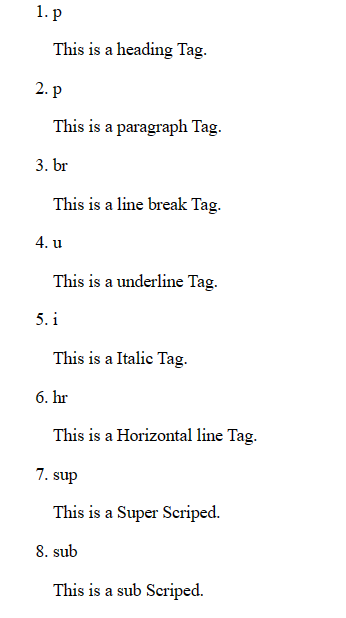 1. p
This is a heading Tag.
2. p
This is a paragraph Tag.
3. br
This is a line break Tag.
4. u
This is a underline Tag.
5. i
This is a Italic Tag.
6. hr
This is a Horizontal line Tag.
7. sup
This is a Super Scriped.
8. sub
This is a sub Scriped.